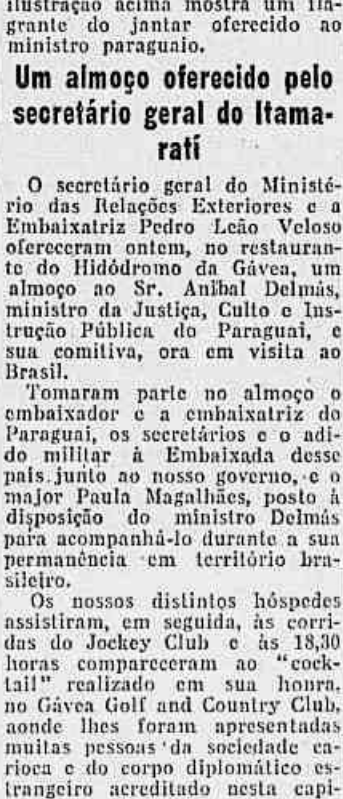 ilustração acima mostra um fla-
grante do jantar oferecido ao
ministro paraguaio.
Um almoço oferecido pelo
secretário geral do Itama-
rati
O secretário geral do Ministé-
rio das Relações Exteriores e a
Embaixatriz Pedro Leão Veloso
ofereceram ontem, no restauran-
te do Hidódromo da Gávea, um
almoço ao Sr. Anibal Delmás,
ministro da Justiça, Culto e Ins-
trução Pública do Paraguai, e
sua comitiva, ora em visita ao
Brasil.
Tomaram parte no almoço o
embaixador e a embaixatriz do
Paraguai, os secretários e o adi-
do militar à Embaixada desse
país junto ao nosso governo, e o
major Paula Magalhães, posto à
disposição do ministro Delmás
para acompanhá-lo durante a sua
permanência em território bra-
sileiro.
Os nossos distintos hóspedes
assistiram, em seguida, às corri-
das do Jockey Club e às 18,30
horas compareceram ao "cock-
tail" realizado em sua honra,
no Gávea Golf and Country Club,
aonde lhes foram apresentadas
muitas pessoas da sociedade ca-
rioca e do corpo diplomático es-
trangeiro acreditado nesta capi-